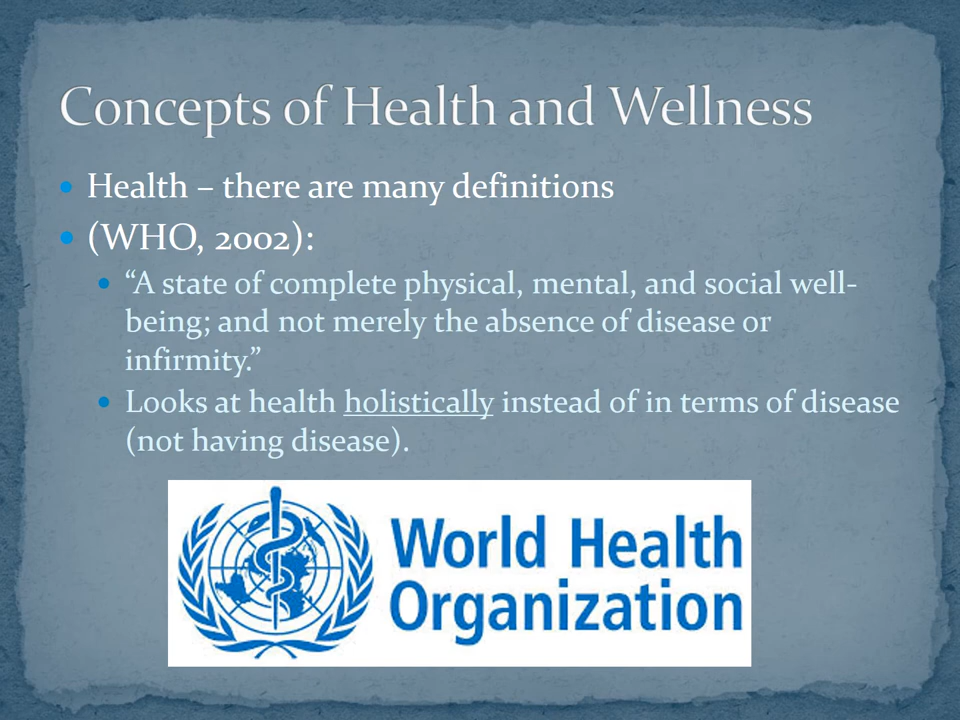 Concepts of Health and Wellness
Health – there are many definitions
(WHO, 2002):
“A state of complete physical, mental, and social well-
being; and not merely the absence of disease or
infirmity.”
Looks at health holistically instead of in terms of disease
(not having disease).
World Health
Organization